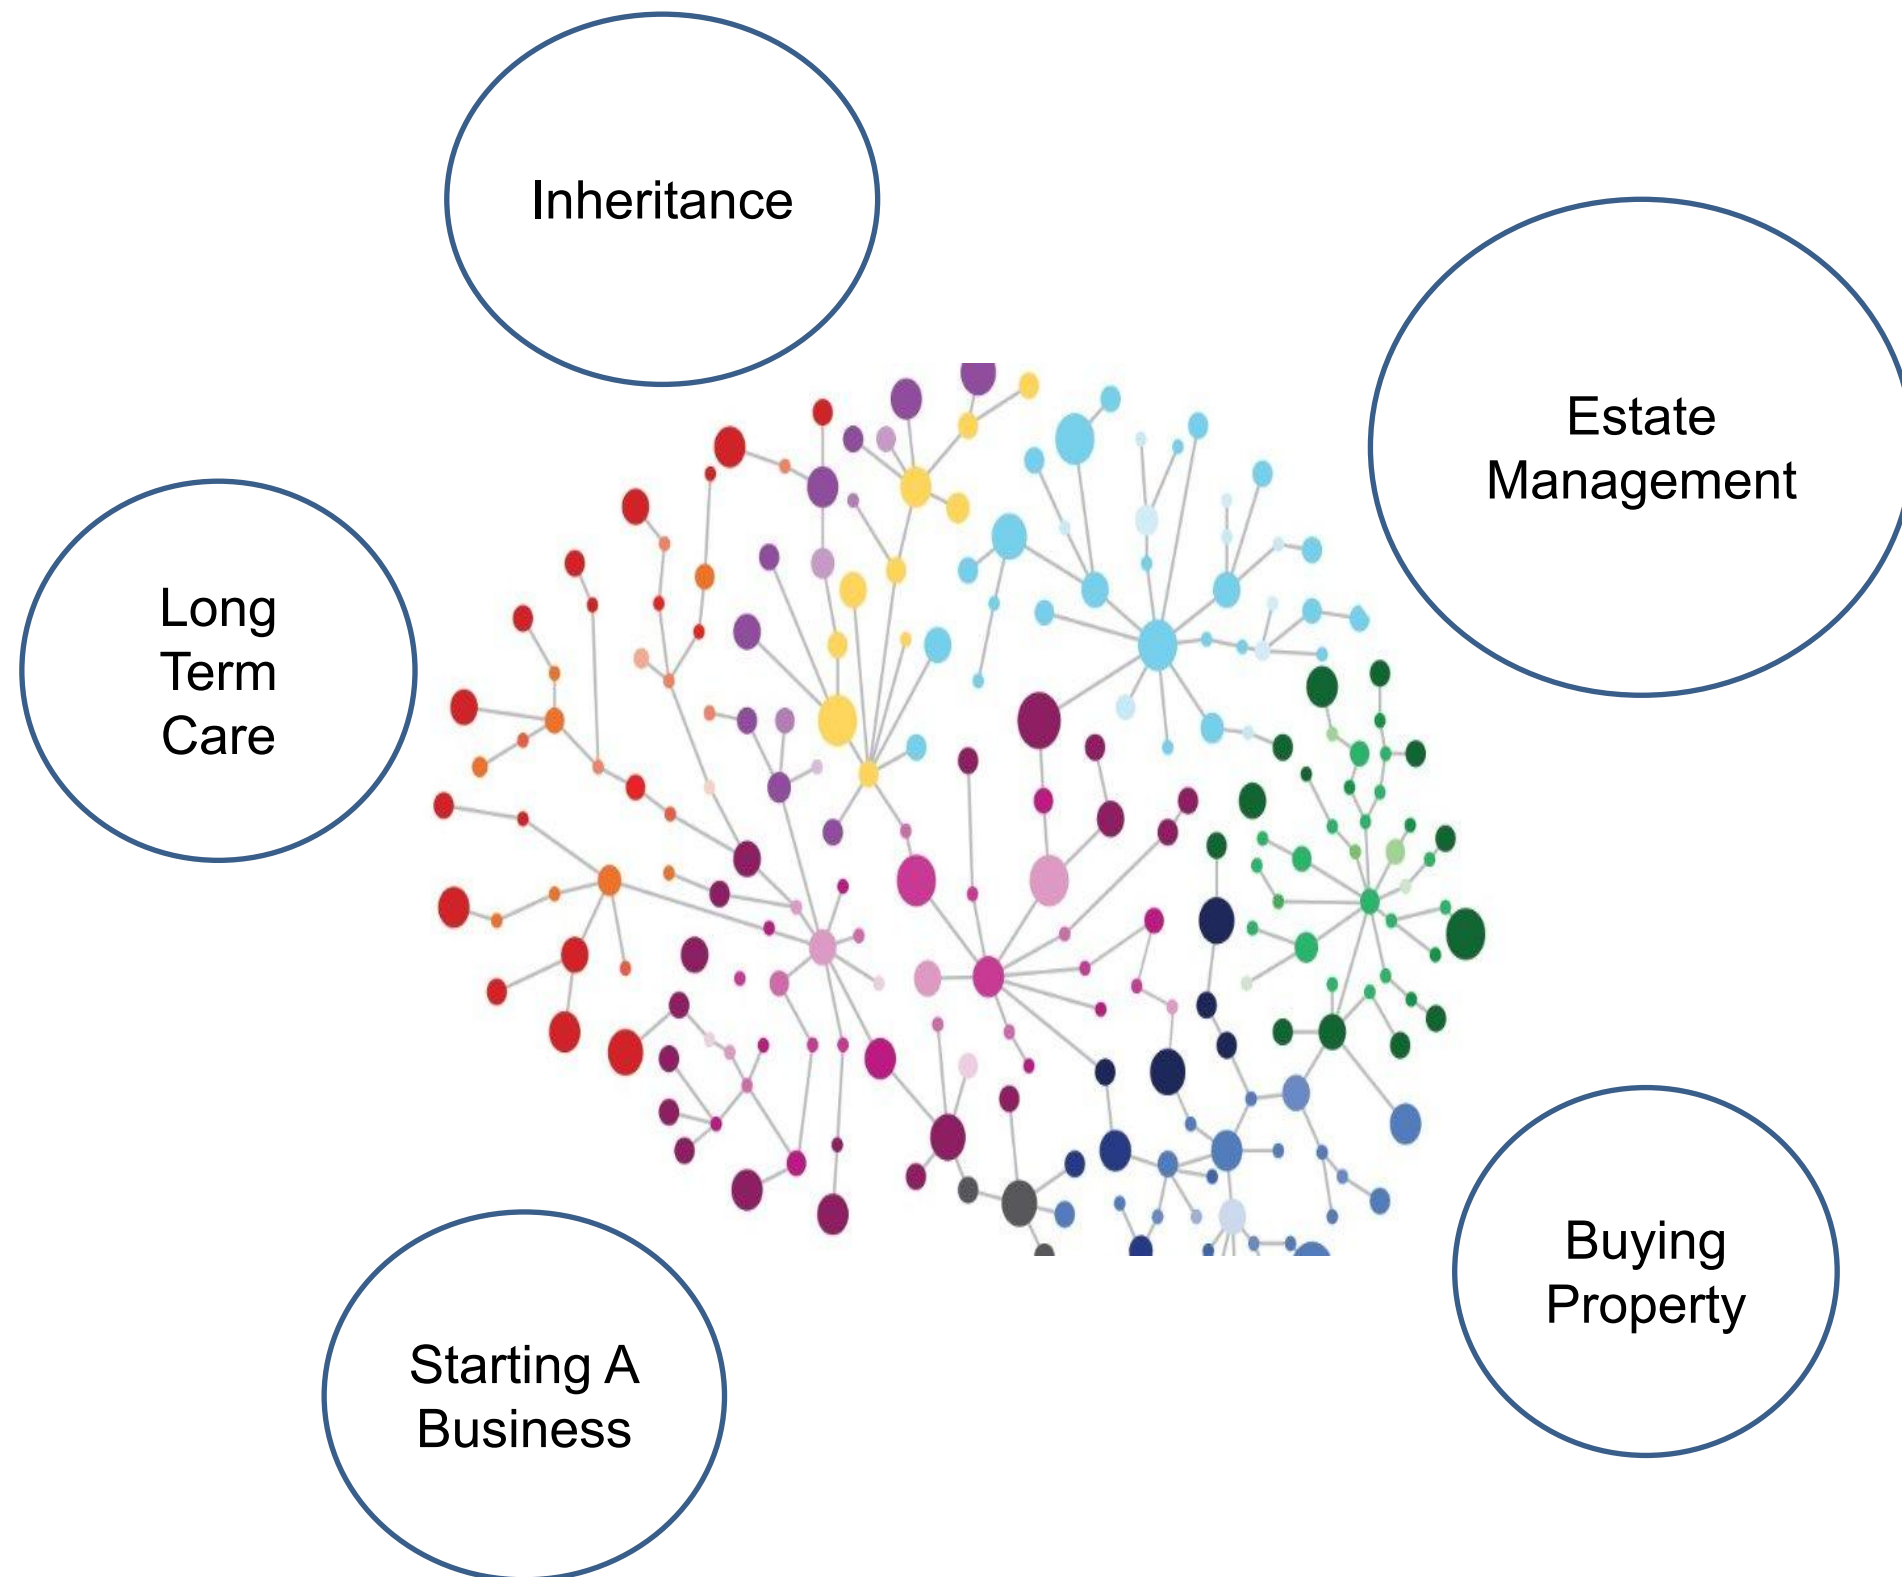 Inheritance
Estate
Management
Long
Term
Care
Buying
Property
Starting A
Business